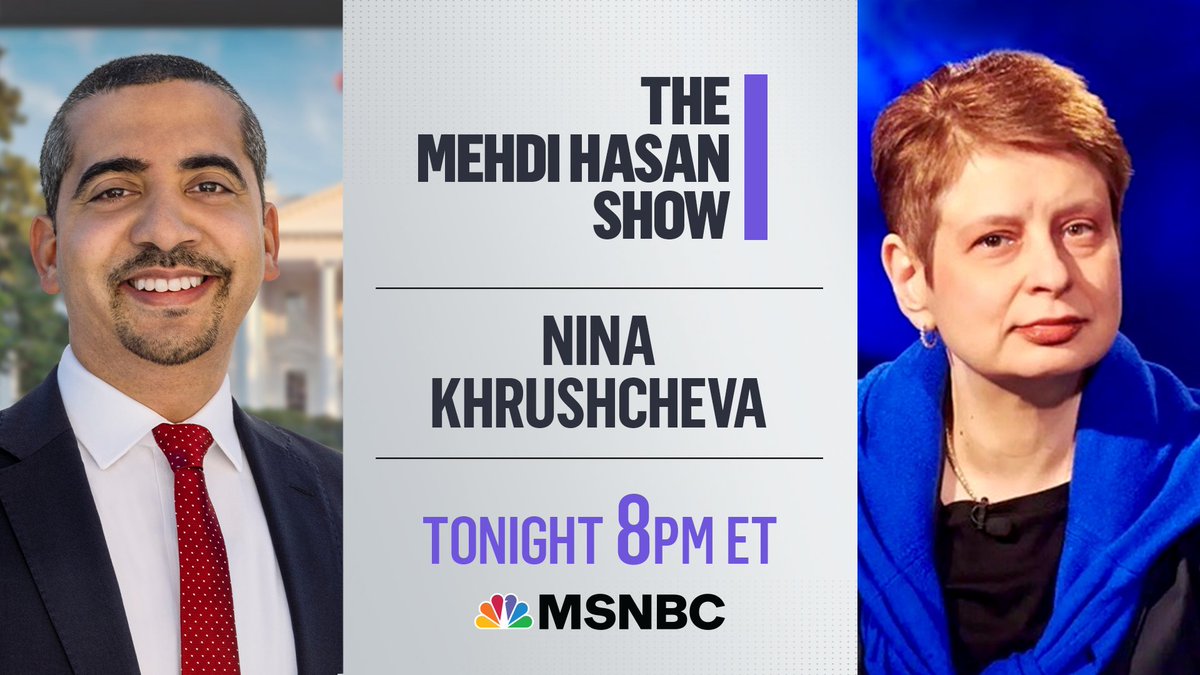 THE
MEHDI HASAN
SHOW
NINA
KHRUSHCHEVA
TONIGHT 8PM ET
MSNBC